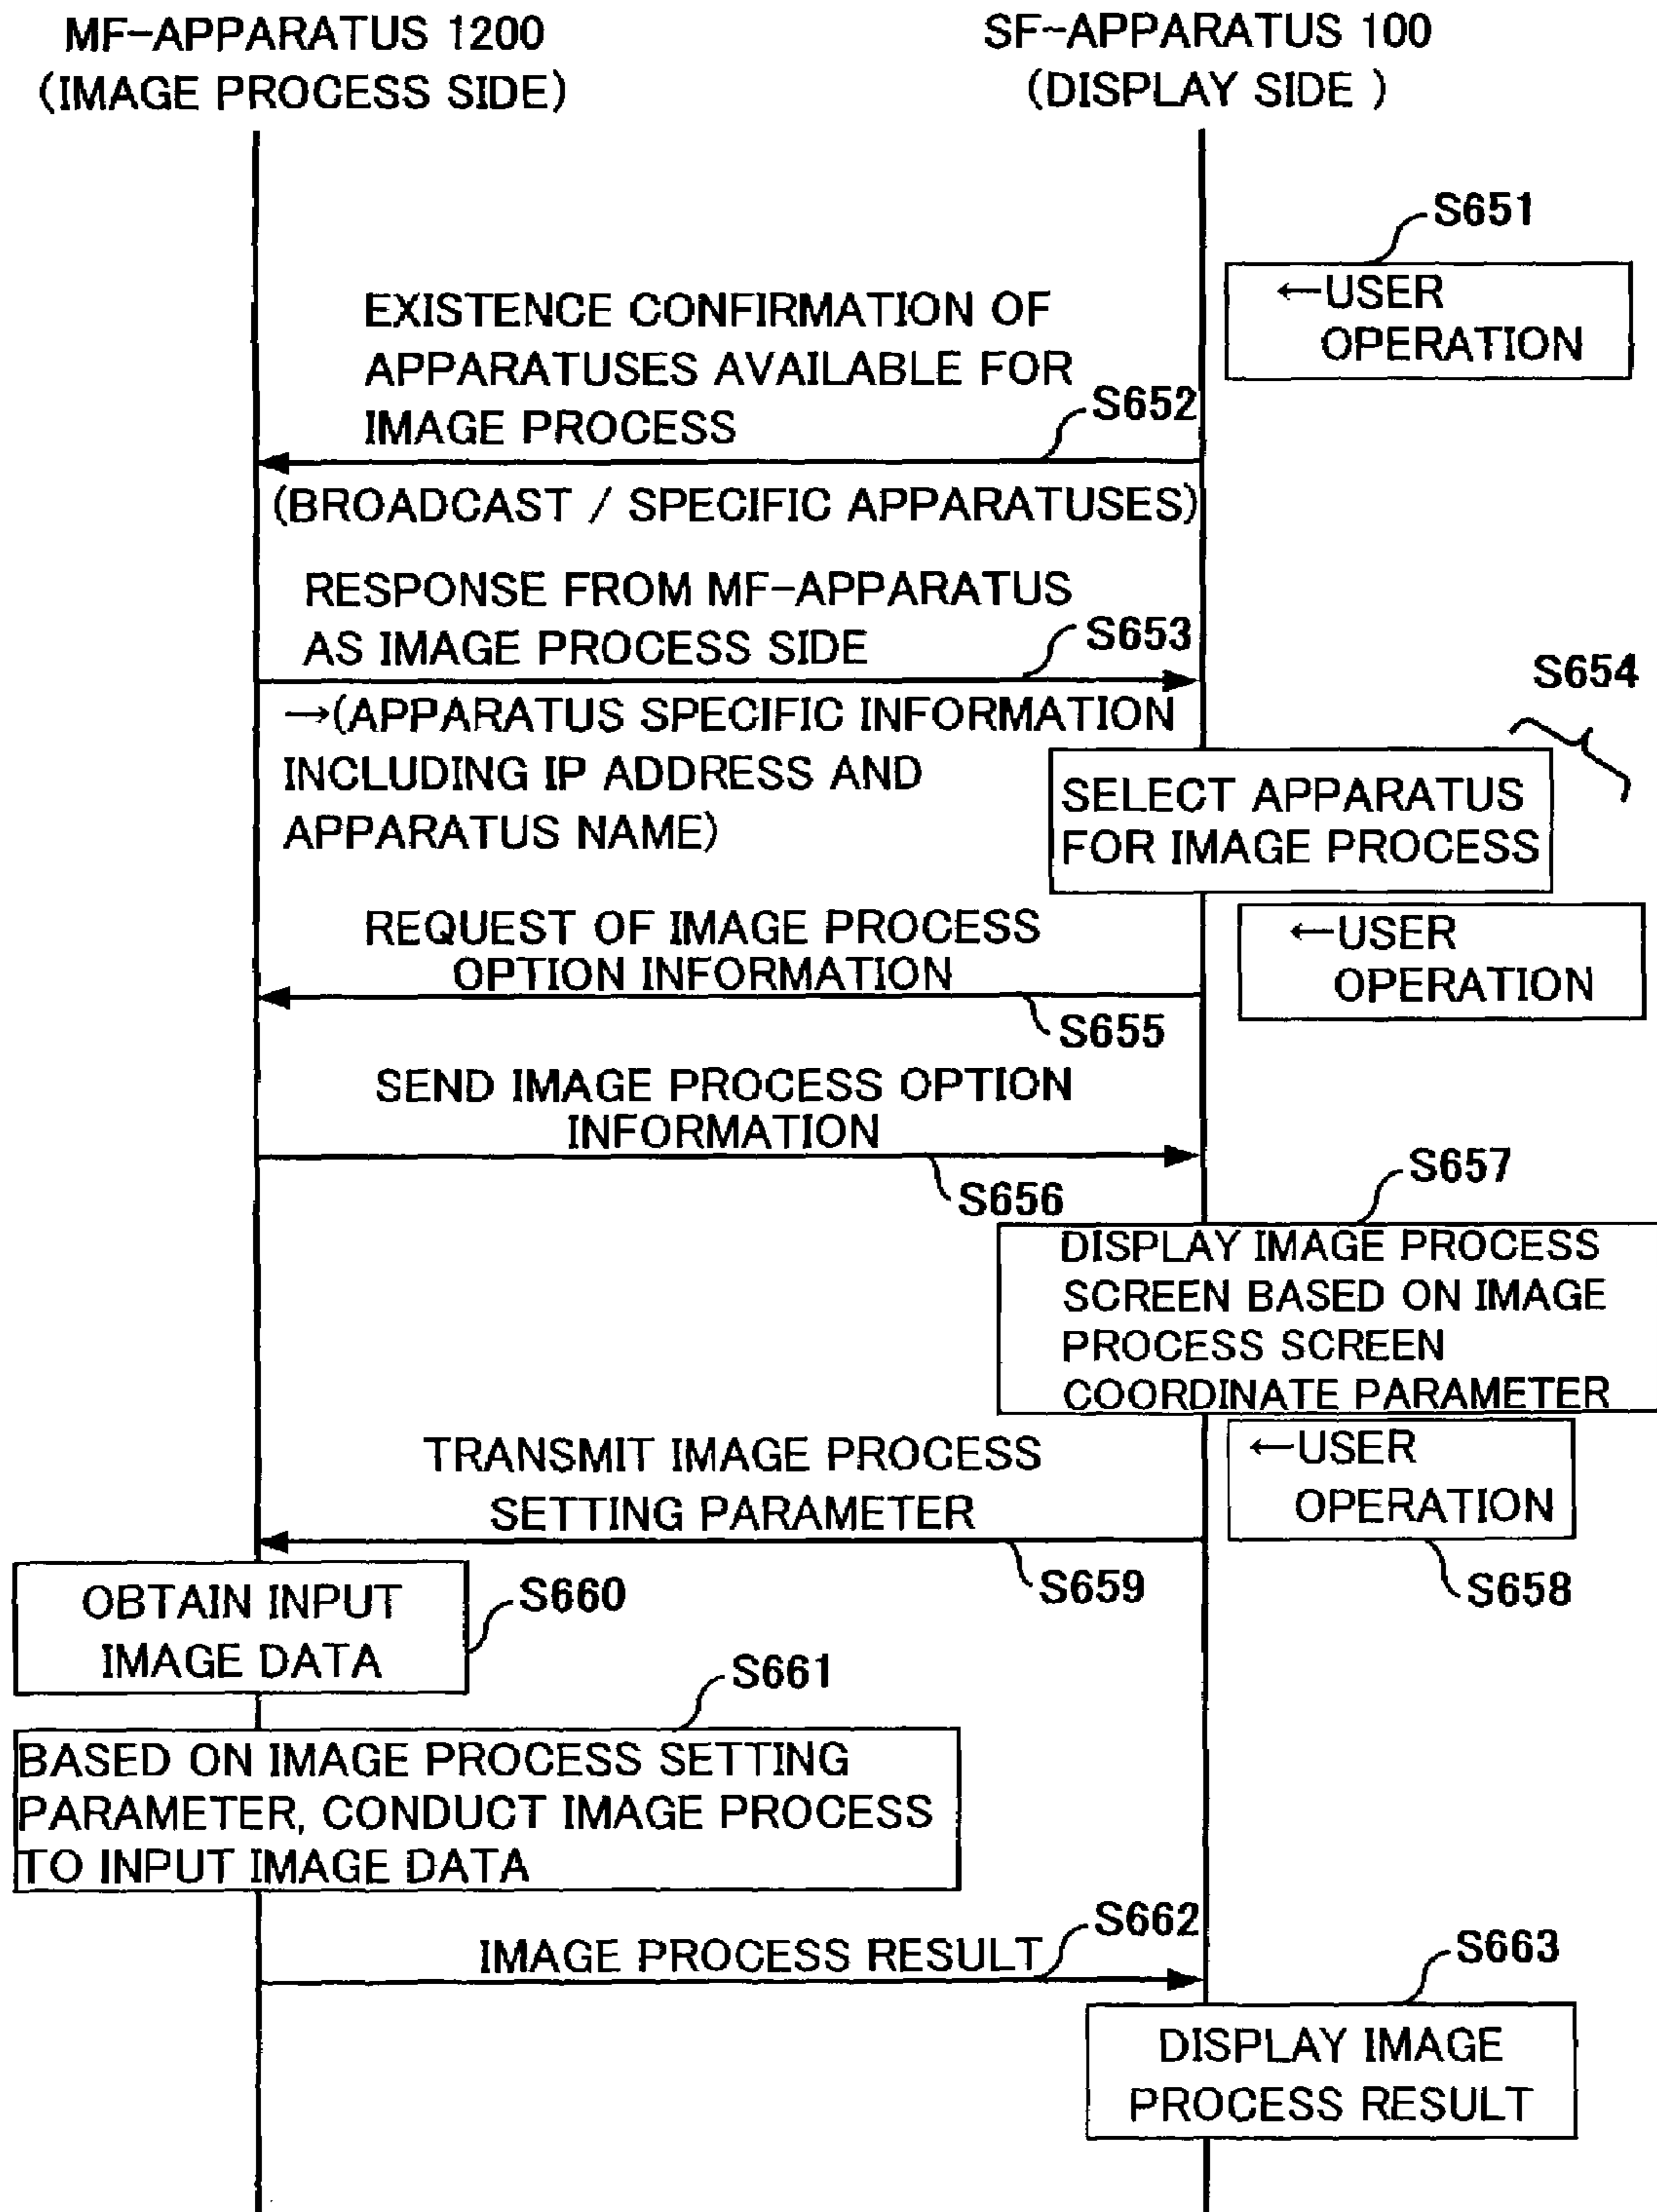 MF-APPARATUS 1200
(IMAGE PROCESS SIDE)
SF-APPARATUS 100
(DISPLAY SIDE )
S651
←USER
OPERATION
EXISTENCE CONFIRMATION OF
APPARATUSES AVAILABLE FOR
IMAGE PROCESS
S652
(BROADCAST / SPECIFIC APPARATUSES)
RESPONSE FROM MF-APPARATUS
AS IMAGE PROCESS SIDE
S653
→(APPARATUS SPECIFIC INFORMATION
INCLUDING IP ADDRESS AND
APPARATUS NAME)
S654
SELECT APPARATUS
FOR IMAGE PROCESS
←USER
OPERATION
REQUEST OF IMAGE PROCESS
OPTION INFORMATION
S655
SEND IMAGE PROCESS OPTION
INFORMATION
S656
S657
DISPLAY IMAGE PROCESS
SCREEN BASED ON IMAGE
PROCESS SCREEN
COORDINATE PARAMETER
←USER
OPERATION
S658
TRANSMIT IMAGE PROCESS
SETTING PARAMETER
S659
OBTAIN INPUT
IMAGE DATA
S660
S661
BASED ON IMAGE PROCESS SETTING
PARAMETER, CONDUCT IMAGE PROCESS
TO INPUT IMAGE DATA
IMAGE PROCESS RESULT
S662
S663
DISPLAY IMAGE
PROCESS RESULT